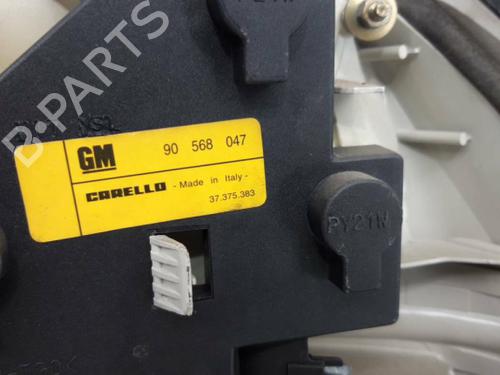 GM 90 568 047
CARELLO - Made in Italy -
37.375.383
PY21W
B-PARTS